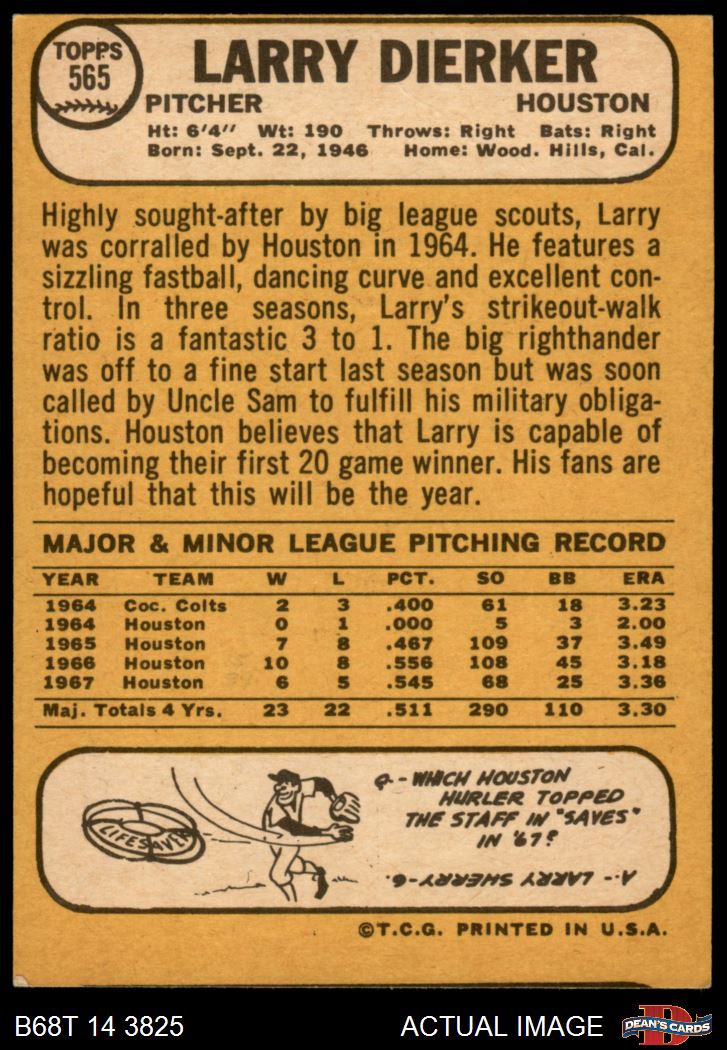 TOPPS
565
LARRY DIERKER
PITCHER HOUSTON
Ht: 6'4" Wt: 190 Throws: Right Bats: Right
Born: Sept. 22, 1946 Home: Wood. Hills, Cal.
Highly sought-after by big league scouts, Larry
was corralled by Houston in 1964. He features a
sizzling fastball, dancing curve and excellent con-
trol. In three seasons, Larry's strikeout-walk
ratio is a fantastic 3 to 1. The big righthander
was off to a fine start last season but was soon
called by Uncle Sam to fulfill his military obliga-
tions. Houston believes that Larry is capable of
becoming their first 20 game winner. His fans are
hopeful that this will be the year.
MAJOR & MINOR LEAGUE PITCHING RECORD
YEAR TEAM W L PCT. SO BB ERA
1964 Coc. Colts 2 3 .400 61 18 3.23
1964 Houston 0 1 .000 5 3 2.00
1965 Houston 7 8 .467 109 37 3.49
1966 Houston 10 8 .556 108 45 3.18
1967 Houston 6 5 .545 68 25 3.36
Maj. Totals 4 Yrs. 23 22 .511 290 110 3.30
LIFESAVER
Q-WHICH HOUSTON
HURLER TOPPED
THE STAFF IN "SAVES"
IN '67?
A-- LARRY SHERRY-6.
©T.C.G. PRINTED IN U.S.A.
B68T 14 3825 ACTUAL IMAGE
D
DEAN'S CARDS